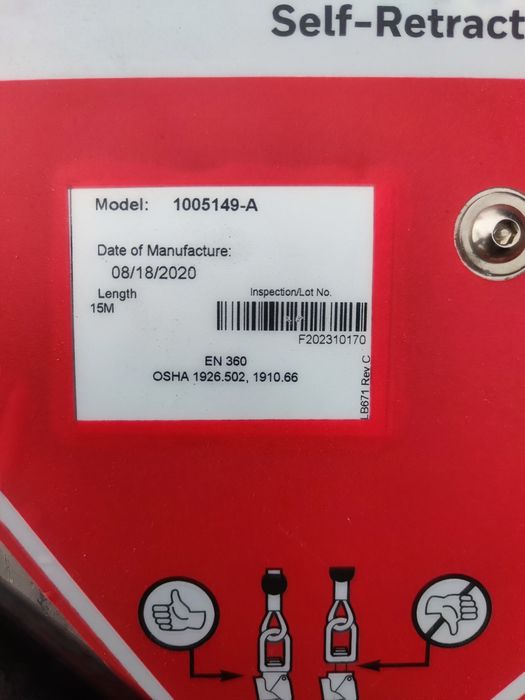 Self-Retract
Model: 1005149-A
Date of Manufacture:
08/18/2020
Length
15M
Inspection/Lot No.
F202310170
EN 360
OSHA 1926.502, 1910.66
LB671 Rev C